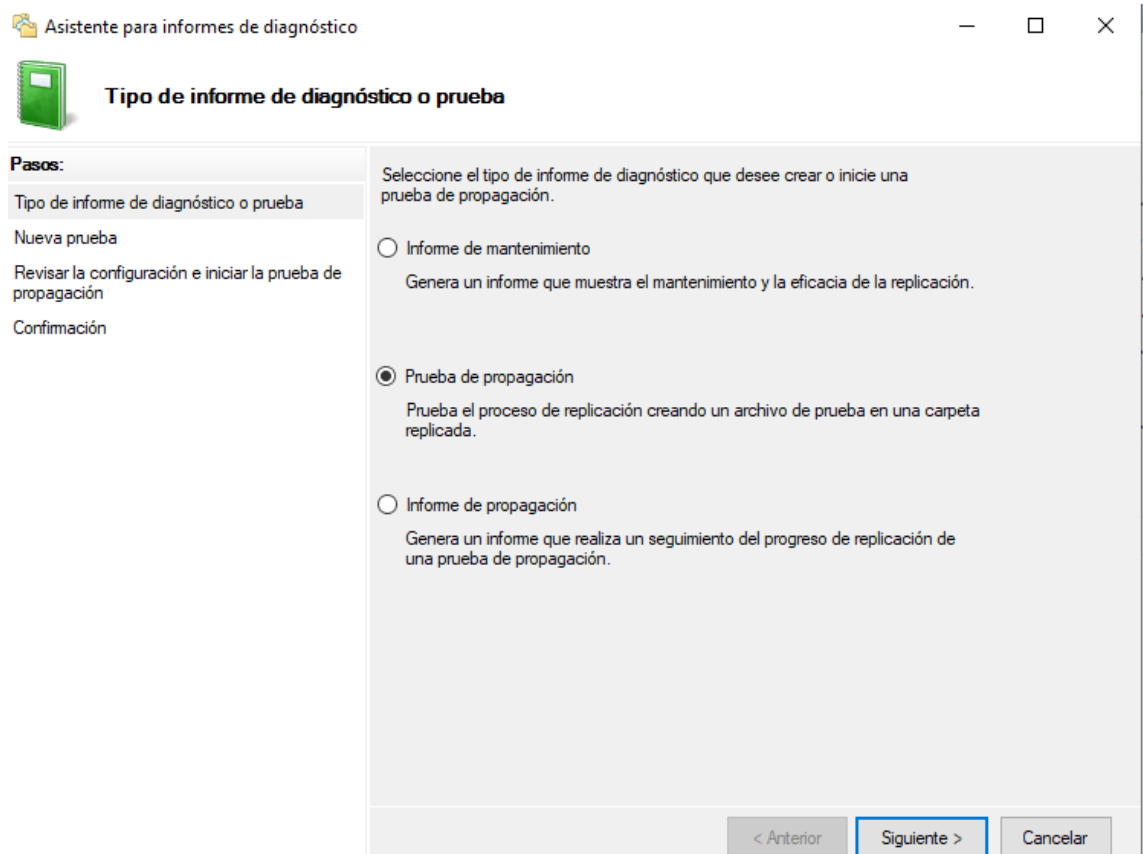 Asistente para informes de diagnóstico
Tipo de informe de diagnóstico o prueba
Pasos:
Tipo de informe de diagnóstico o prueba
Nueva prueba
Revisar la configuración e iniciar la prueba de
propagación
Confirmación
Seleccione el tipo de informe de diagnóstico que desee crear o inicie una
prueba de propagación.
Informe de mantenimiento
Genera un informe que muestra el mantenimiento y la eficacia de la replicación.
Prueba de propagación
Prueba el proceso de replicación creando un archivo de prueba en una carpeta
replicada.
Informe de propagación
Genera un informe que realiza un seguimiento del progreso de replicación de
una prueba de propagación.
< Anterior
Siguiente >
Cancelar